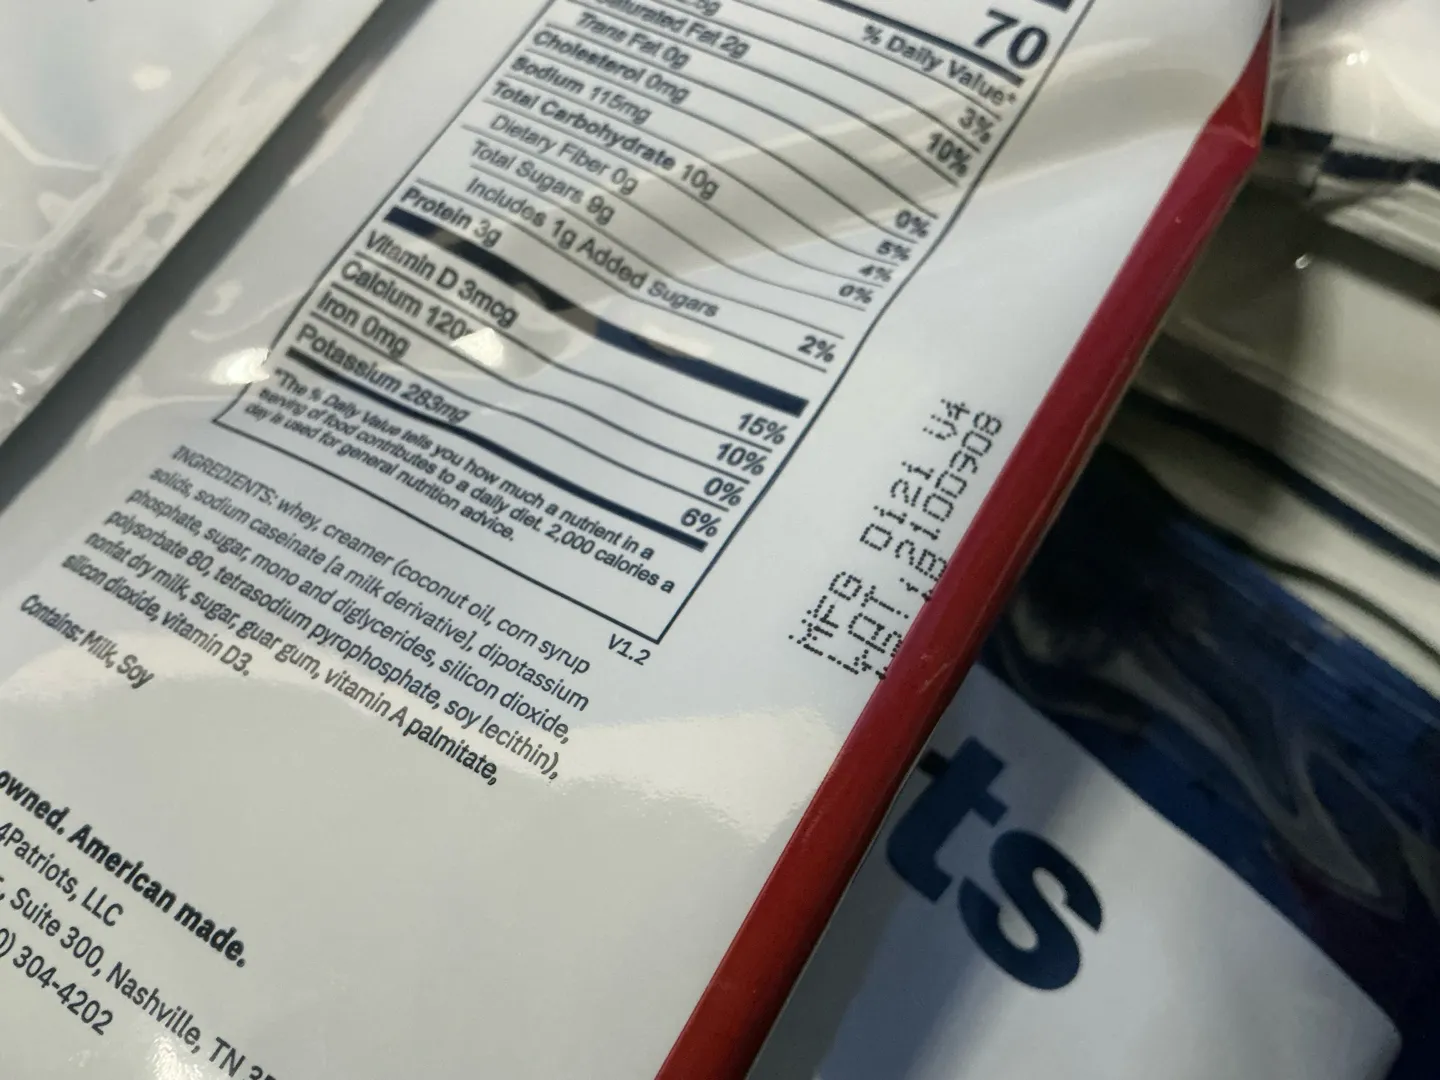 70
% Daily Value*
3%
Saturated Fat 2g 10%
Trans Fat 0g
Cholesterol 0mg 0%
Sodium 115mg 5%
Total Carbohydrate 10g 4%
Dietary Fiber 0g 0%
Total Sugars 9g
Includes 1g Added Sugars 2%
Protein 3g
Vitamin D 3mcg 15%
Calcium 120 10%
Iron 0mg 0%
Potassium 283mg 6%
*The % Daily Value tells you how much a nutrient in a
serving of food contributes to a daily diet. 2,000 calories a
day is used for general nutrition advice.
V1.2
INGREDIENTS: whey, creamer (coconut oil, corn syrup
solids, sodium caseinate [a milk derivative], dipotassium
phosphate, sugar, mono and diglycerides, silicon dioxide,
polysorbate 80, tetrasodium pyrophosphate, soy lecithin),
nonfat dry milk, sugar, guar gum, vitamin A palmitate,
silicon dioxide, vitamin D3.
Contains: Milk, Soy
owned. American made.
4Patriots, LLC
Suite 300, Nashville, TN
304-4202
MFG 0121 V4
LOT:
ts